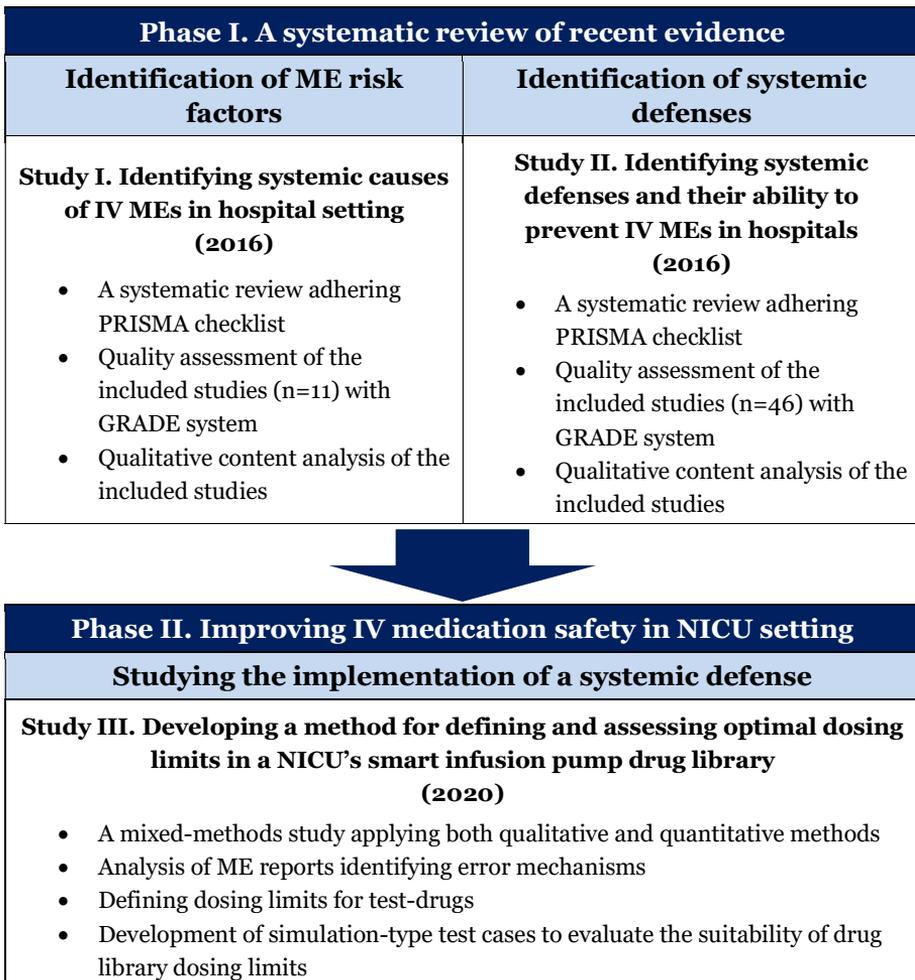 Phase I. A systematic review of recent evidence
Identification of ME risk
factors
Study I. Identifying systemic causes
of IV MEs in hospital setting
(2016)
• A systematic review adhering
PRISMA checklist
• Quality assessment of the
included studies (n=11) with
GRADE system
• Qualitative content analysis of the
included studies
Identification of systemic
defenses
Study II. Identifying systemic
defenses and their ability to
prevent IV MEs in hospitals
(2016)
• A systematic review adhering
PRISMA checklist
• Quality assessment of the
included studies (n=46) with
GRADE system
• Qualitative content analysis of the
included studies
Phase II. Improving IV medication safety in NICU setting
Studying the implementation of a systemic defense
Study III. Developing a method for defining and assessing optimal dosing
limits in a NICU’s smart infusion pump drug library
(2020)
• A mixed-methods study applying both qualitative and quantitative methods
• Analysis of ME reports identifying error mechanisms
• Defining dosing limits for test-drugs
• Development of simulation-type test cases to evaluate the suitability of drug
library dosing limits